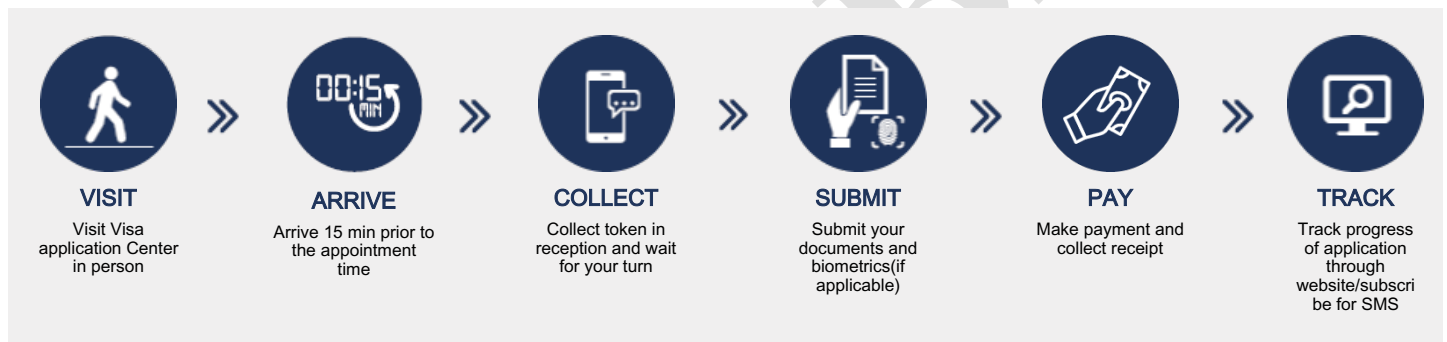 VISIT
Visit Visa
application Center
in person
00:15
MIN
ARRIVE
Arrive 15 min prior to
the appointment
time
COLLECT
Collect token in
reception and wait
for your turn
SUBMIT
Submit your
documents and
biometrics(if
applicable)
PAY
Make payment and
collect receipt
TRACK
Track progress
of application
through
website/subscri
be for SMS